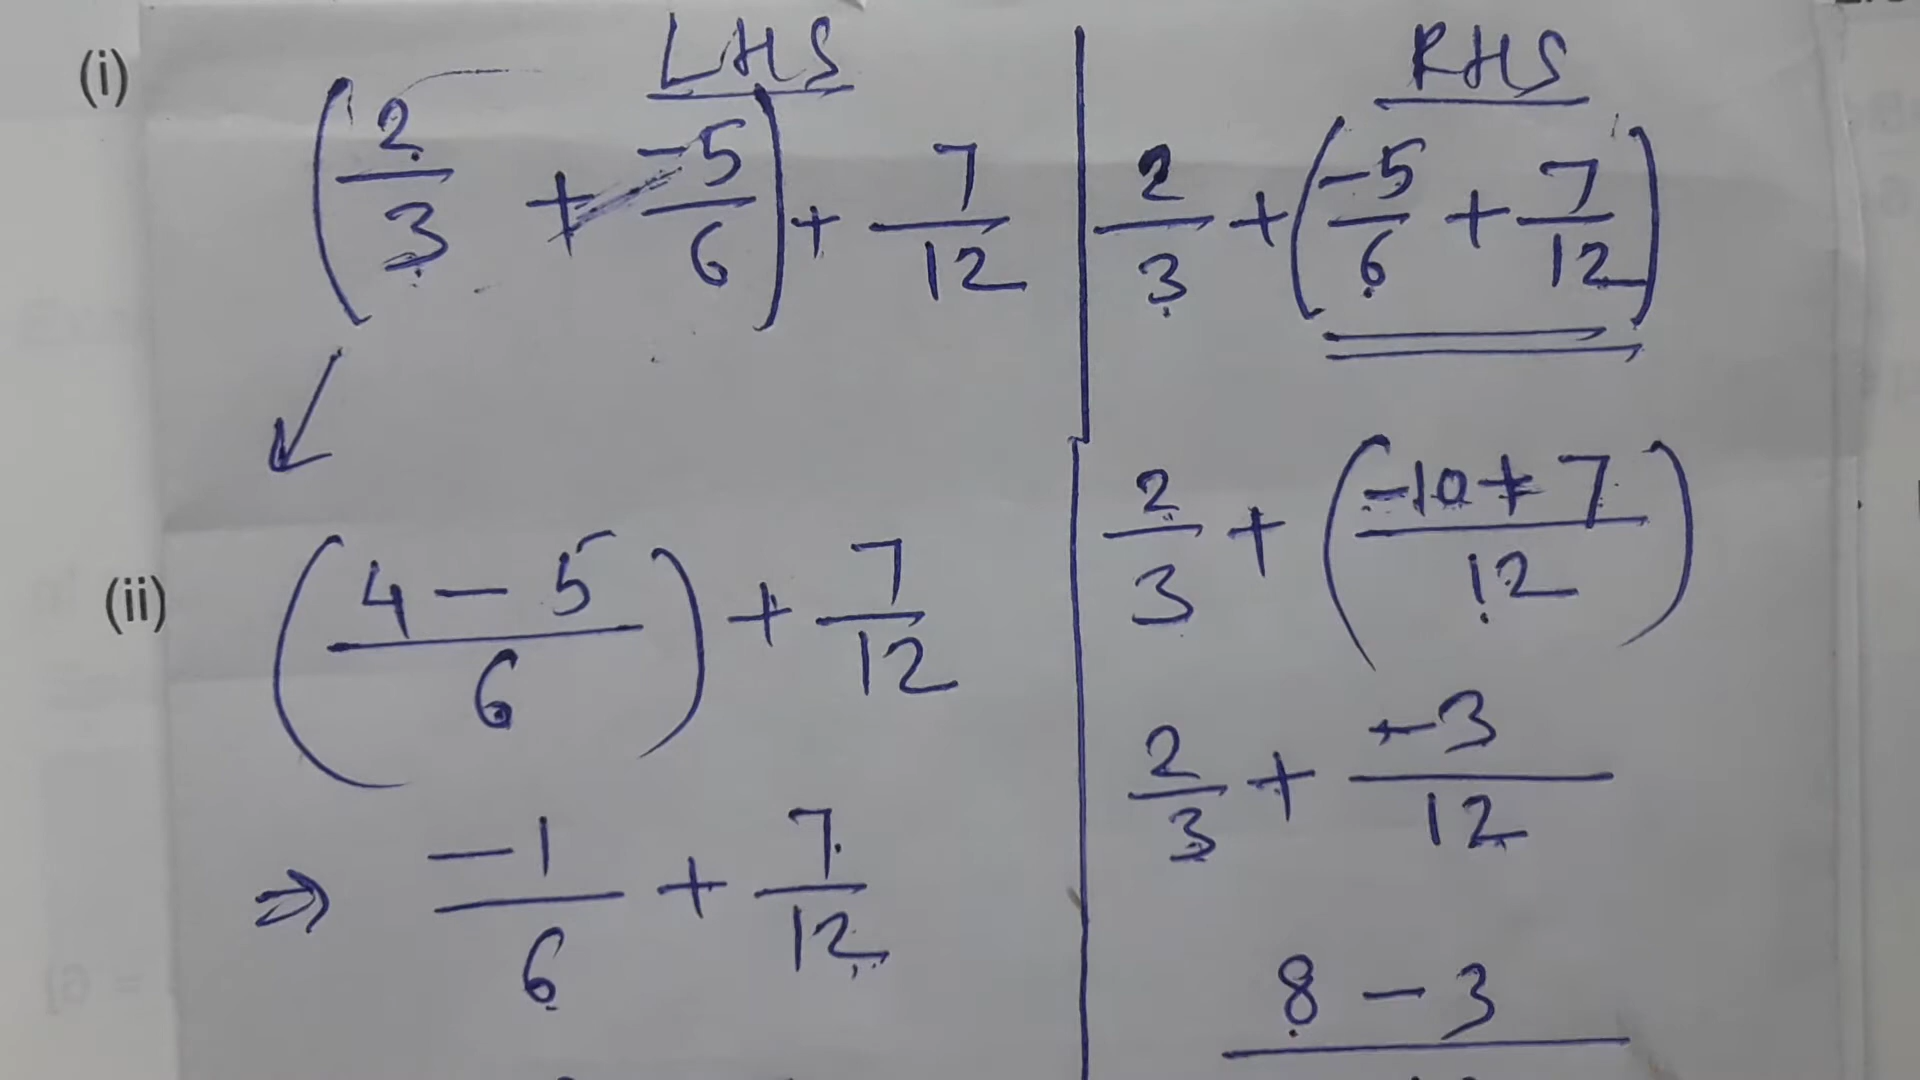 (i)
LHS
(2/3 + -5/6) + 7/12
(4 - 5/6) + 7/12
(ii)
⇒ -1/6 + 7/12
RHS
2/3 + (-5/6 + 7/12)
2/3 + (-10 + 7/12)
2/3 + -3/12
8 - 3